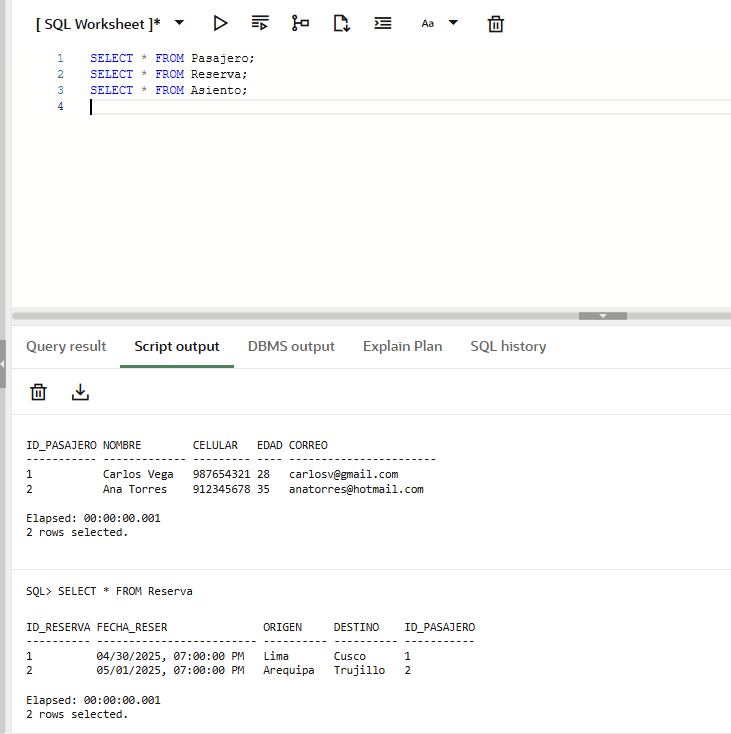 [ SQL Worksheet ]* Aa
1 SELECT * FROM Pasajero;
2 SELECT * FROM Reserva;
3 SELECT * FROM Asiento;
4
Query result Script output DBMS output Explain Plan SQL history
ID_PASAJERO NOMBRE CELULAR EDAD CORREO
----------- ------------- --------- ---- -----------------------
1 Carlos Vega 987654321 28 carlosv@gmail.com
2 Ana Torres 912345678 35 anatorres@hotmail.com
Elapsed: 00:00:00.001
2 rows selected.
SQL> SELECT * FROM Reserva
ID_RESERVA FECHA_RESER ORIGEN DESTINO ID_PASAJERO
---------- ------------------------- ---------- ---------- -----------
1 04/30/2025, 07:00:00 PM Lima Cusco 1
2 05/01/2025, 07:00:00 PM Arequipa Trujillo 2
Elapsed: 00:00:00.001
2 rows selected.